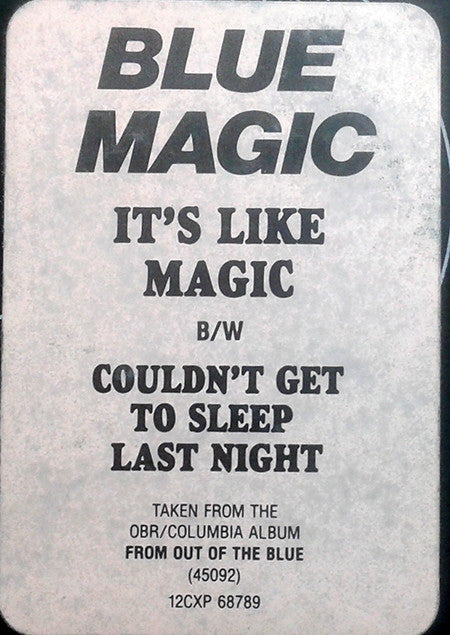 BLUE
MAGIC
IT'S LIKE
MAGIC
B/W
COULDN'T GET
TO SLEEP
LAST NIGHT
TAKEN FROM THE
OBR/COLUMBIA ALBUM
FROM OUT OF THE BLUE
(45092)
12CXP 68789